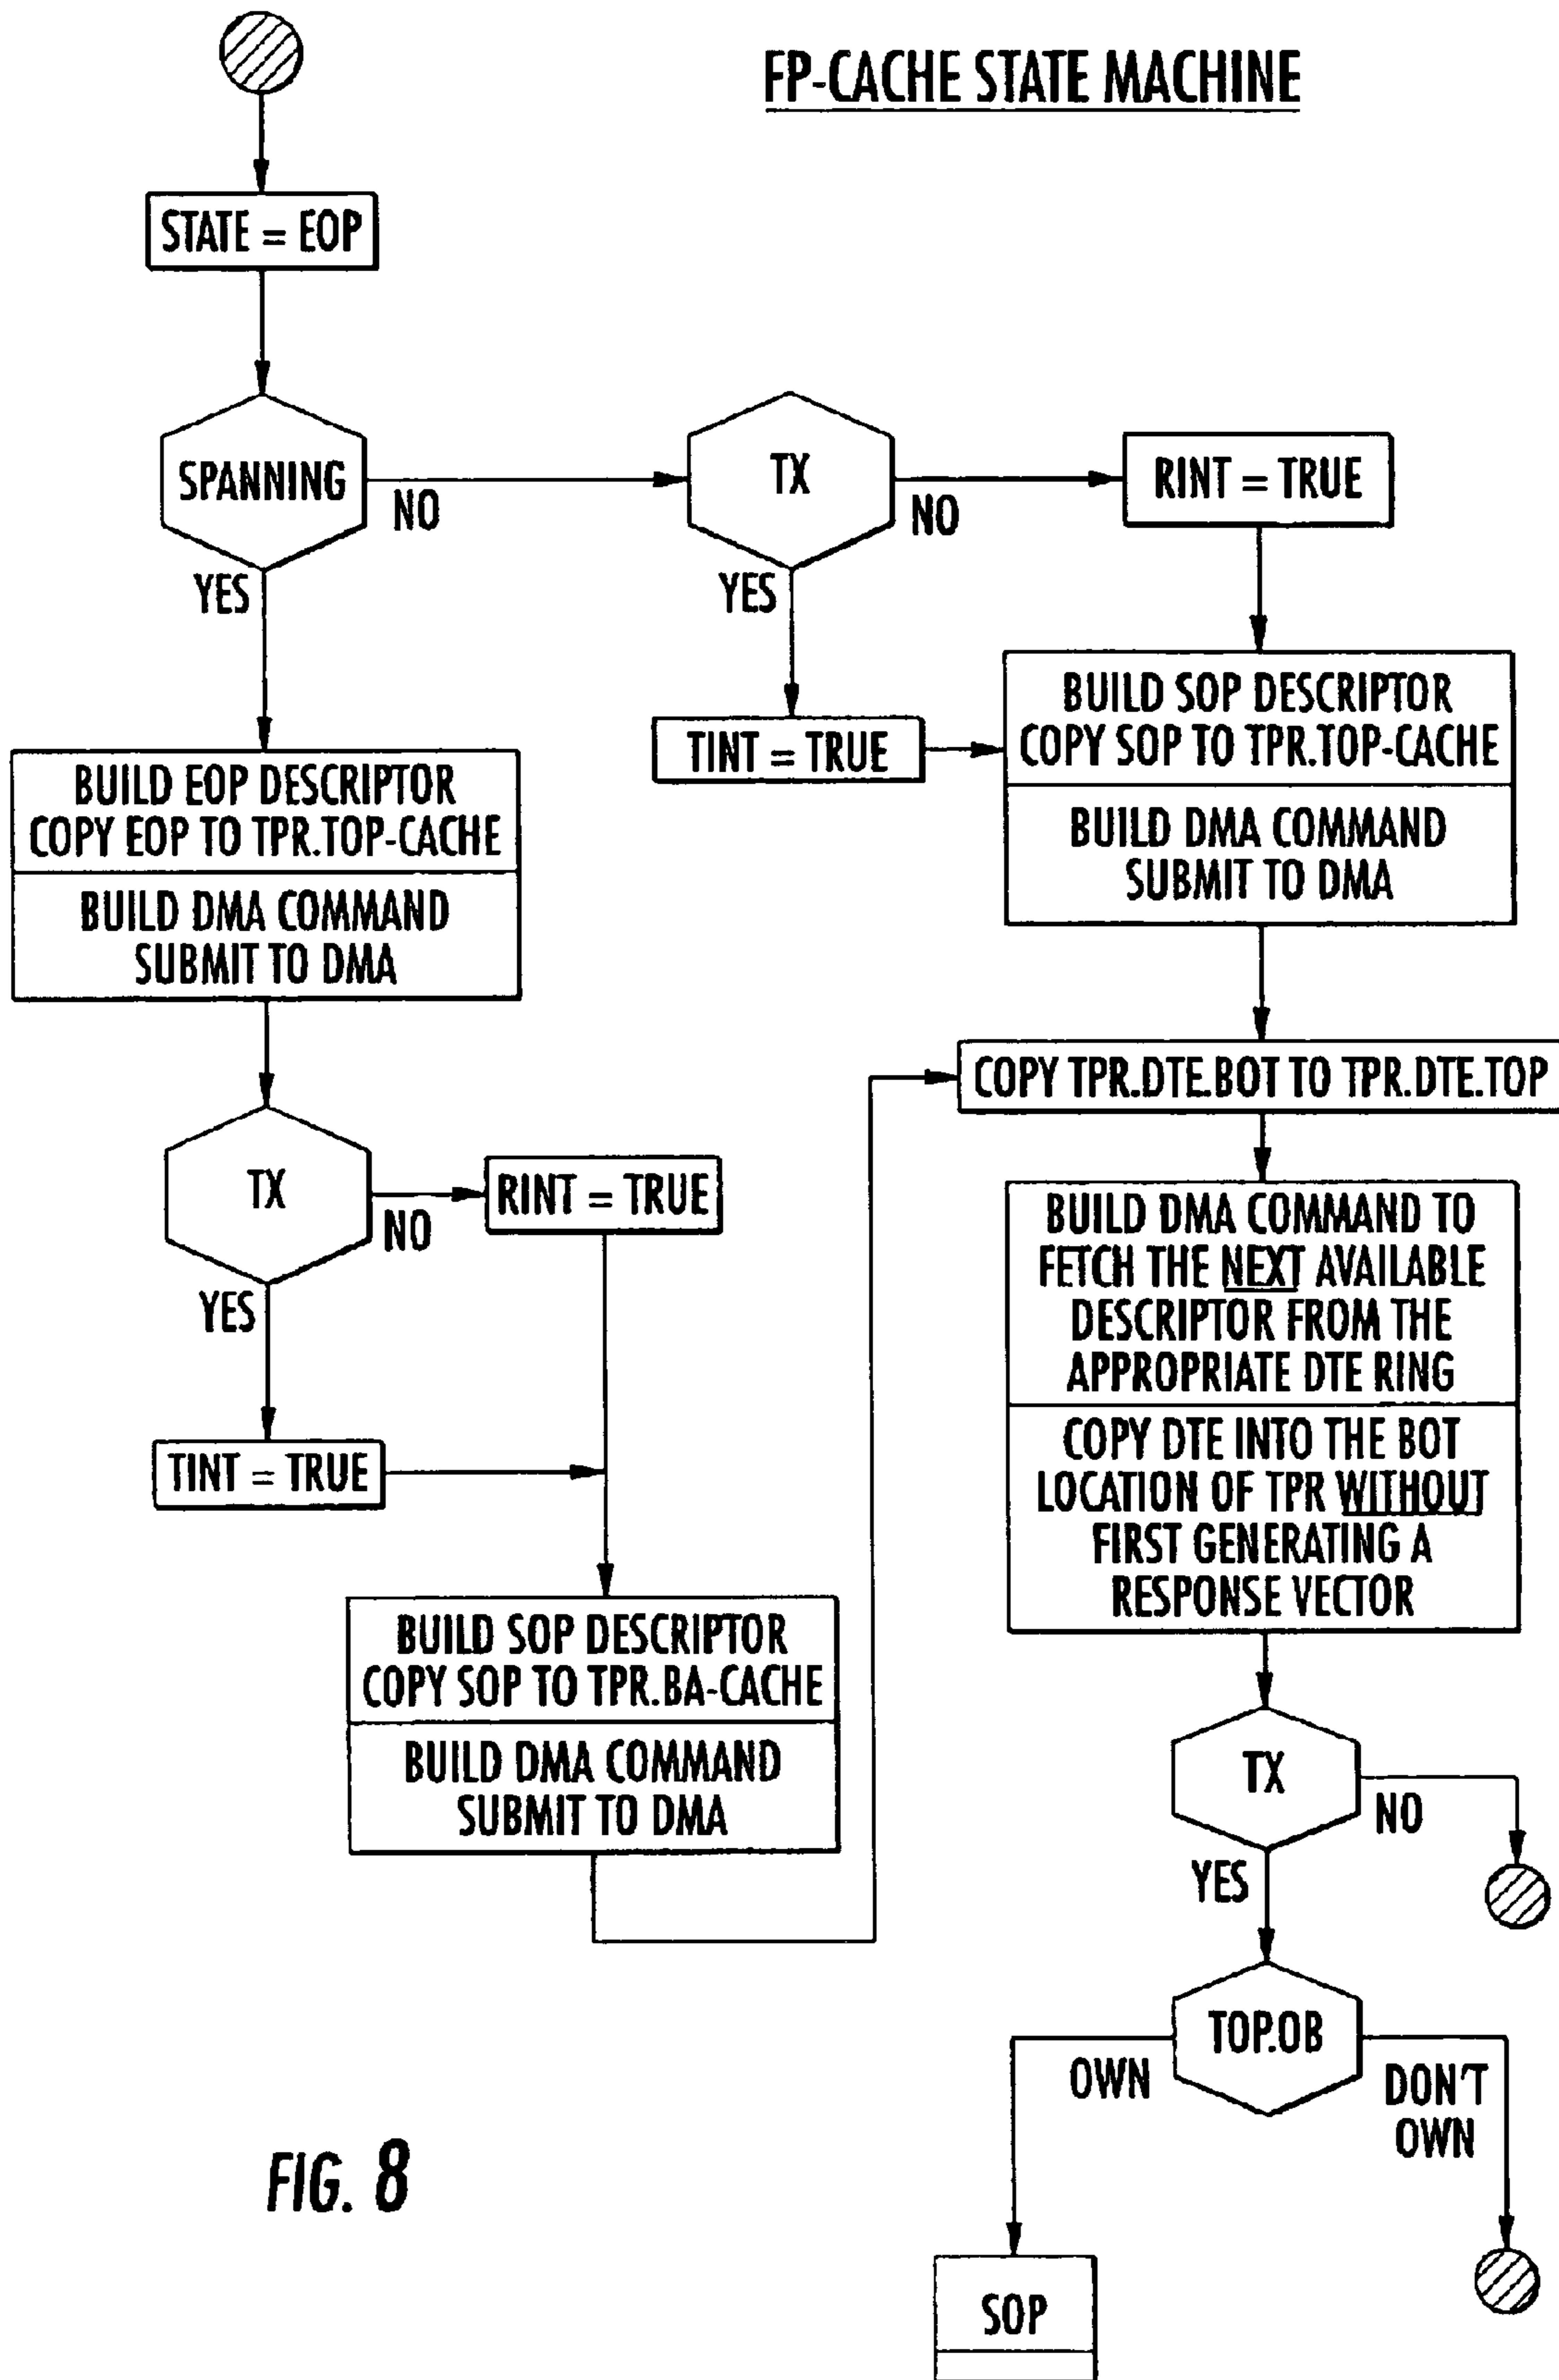 FP-CACHE STATE MACHINE
STATE = EOP
SPANNING
NO
YES
TX
NO
YES
RINT = TRUE
TINT = TRUE
BUILD SOP DESCRIPTOR
COPY SOP TO TPR.TOP-CACHE
BUILD DMA COMMAND
SUBMIT TO DMA
BUILD EOP DESCRIPTOR
COPY EOP TO TPR.TOP-CACHE
BUILD DMA COMMAND
SUBMIT TO DMA
TX
NO
YES
RINT = TRUE
TINT = TRUE
BUILD SOP DESCRIPTOR
COPY SOP TO TPR.BA-CACHE
BUILD DMA COMMAND
SUBMIT TO DMA
COPY TPR.DTE.BOT TO TPR.DTE.TOP
BUILD DMA COMMAND TO
FETCH THE NEXT AVAILABLE
DESCRIPTOR FROM THE
APPROPRIATE DTE RING
COPY DTE INTO THE BOT
LOCATION OF TPR WITHOUT
FIRST GENERATING A
RESPONSE VECTOR
TX
NO
YES
TOP.OB
OWN
DON'T
OWN
SOP
FIG. 8